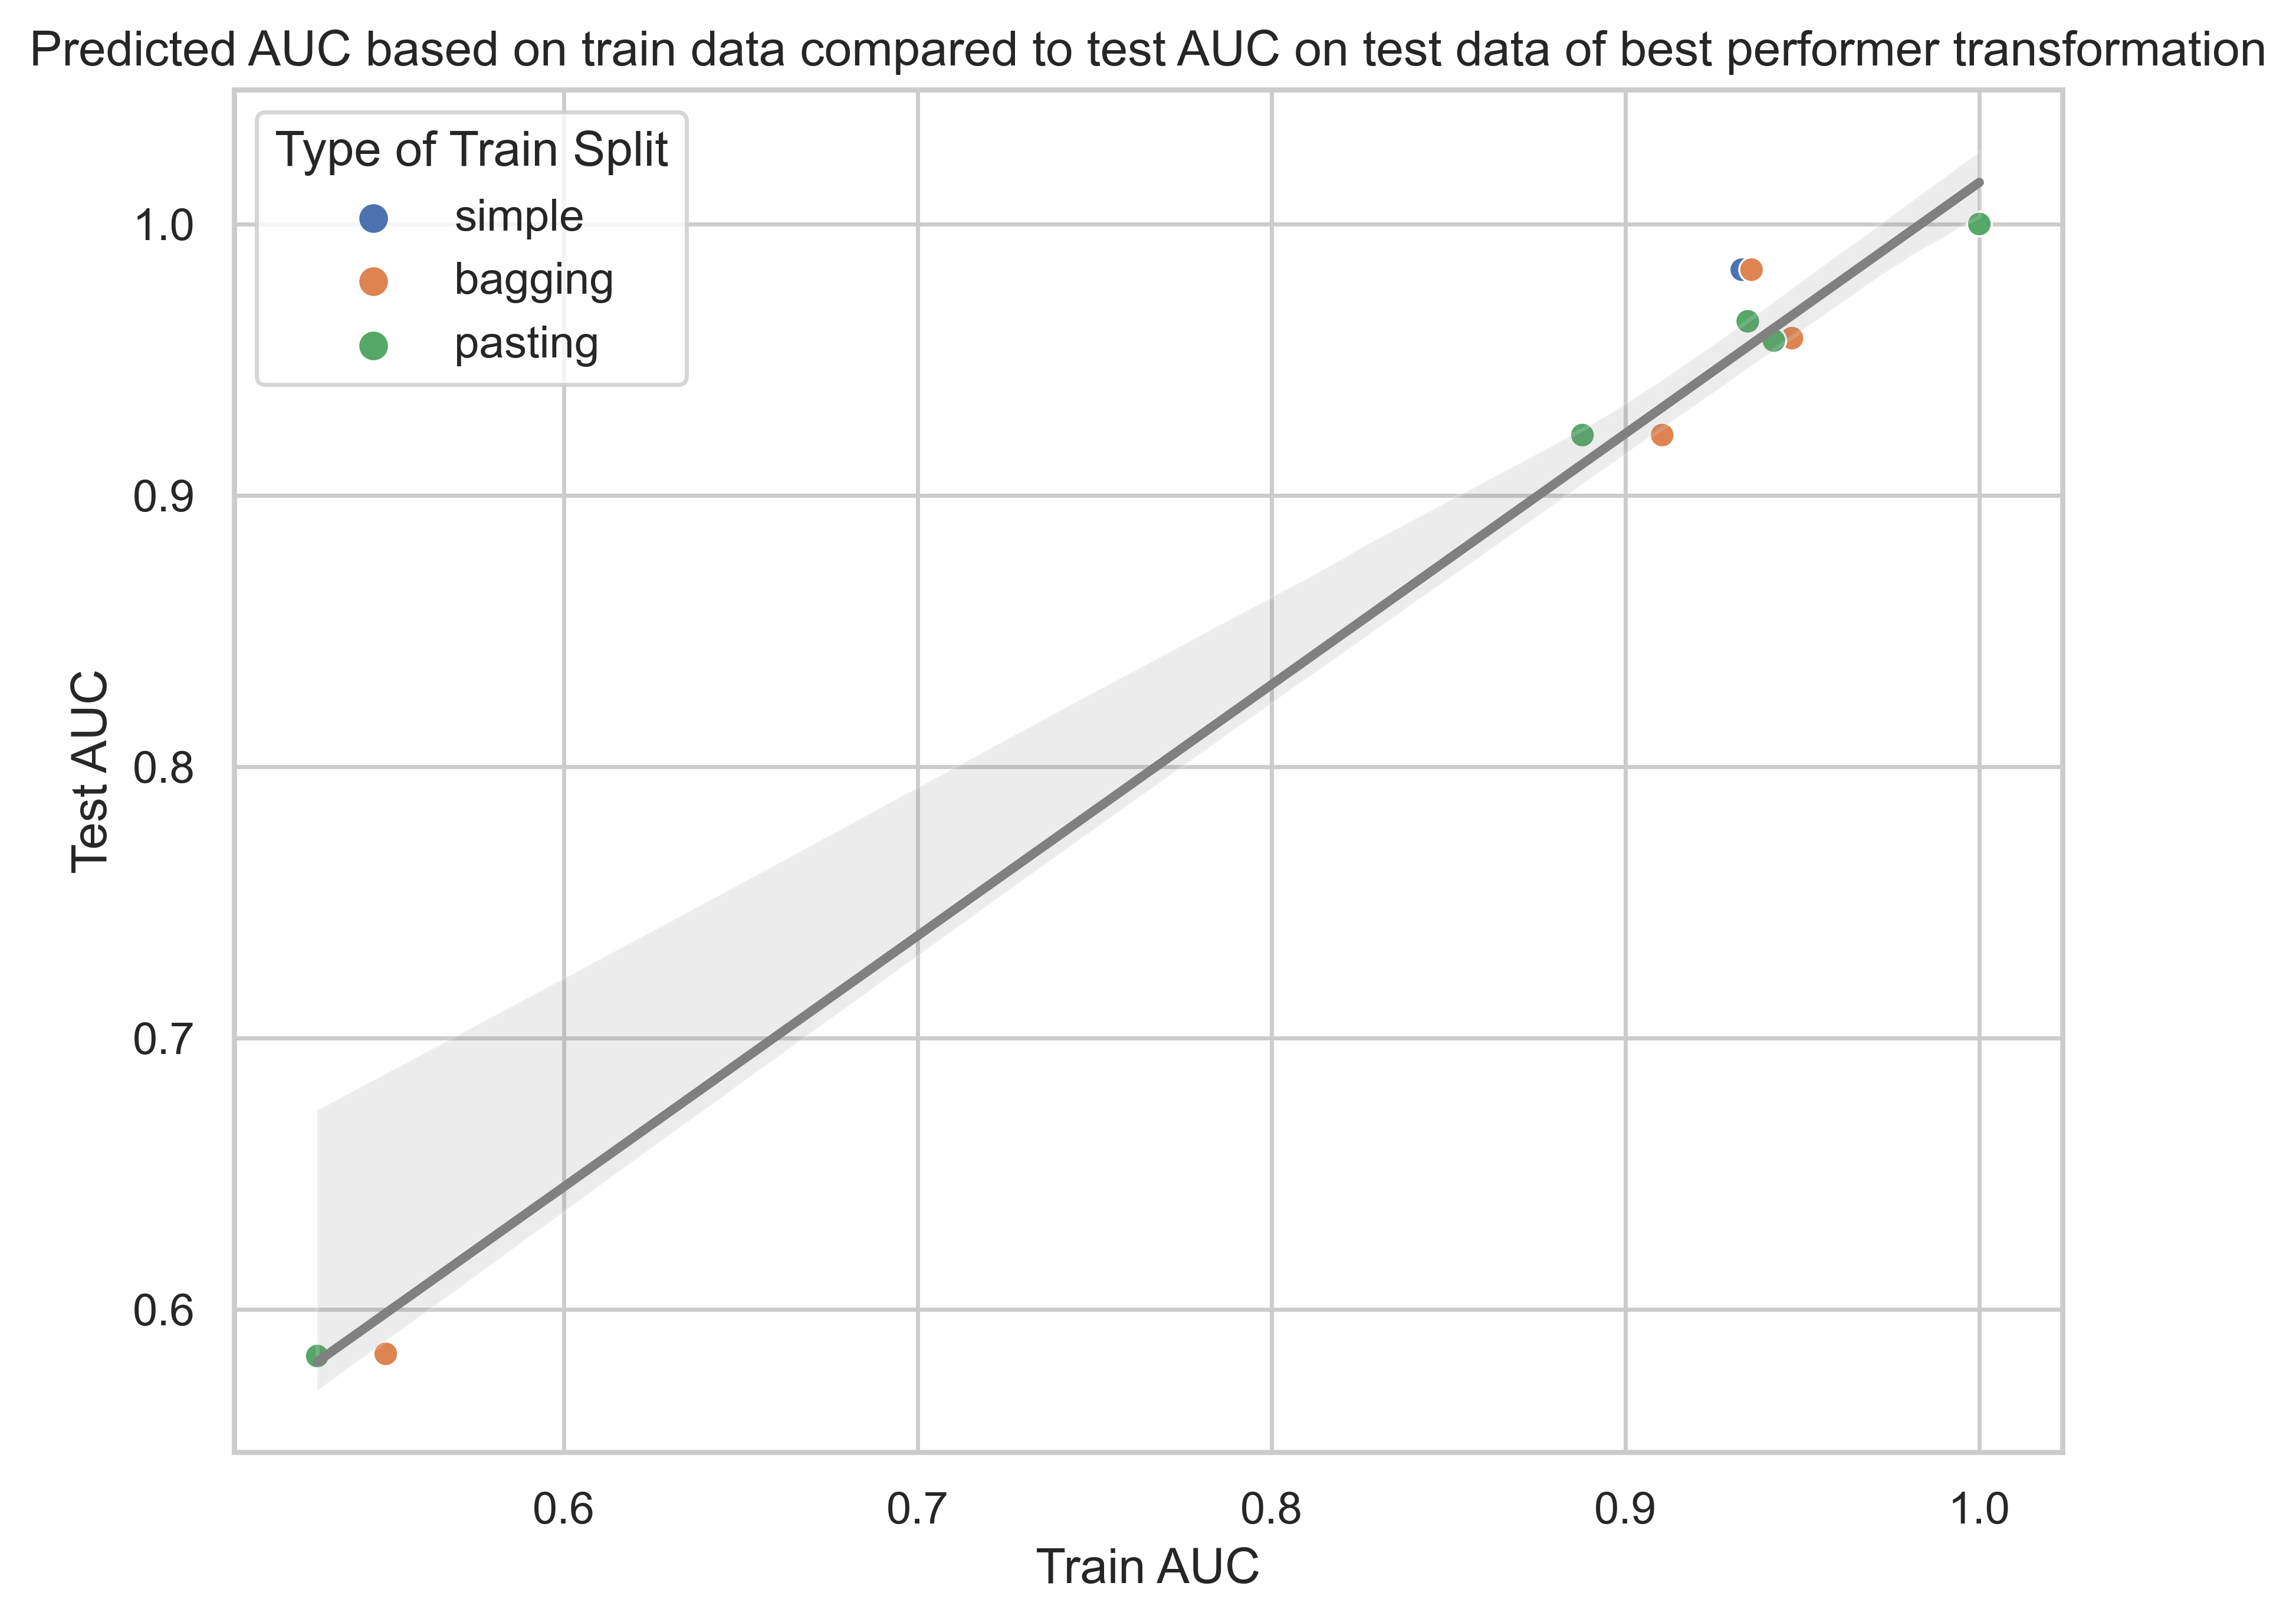 Predicted AUC based on train data compared to test AUC on test data of best performer transformation
Type of Train Split
simple
bagging
pasting
1.0
0.9
0.8
0.7
0.6
Test AUC
0.6
0.7
0.8
0.9
1.0
Train AUC